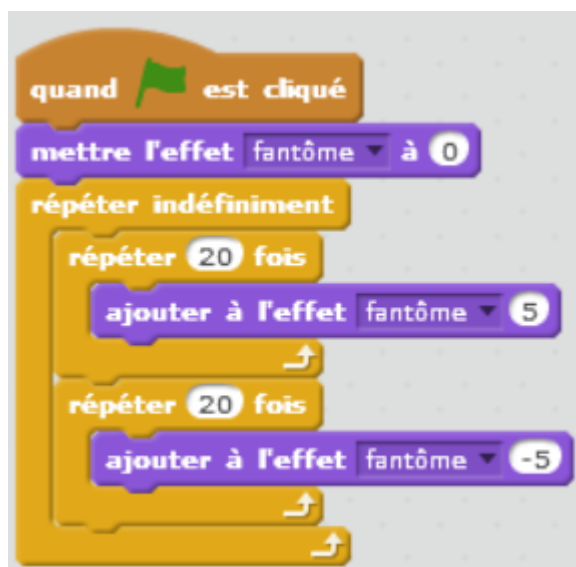 quand est cliqué
mettre l'effet fantôme à 0
répéter indéfiniment
répéter 20 fois
ajouter à l'effet fantôme 5
répéter 20 fois
ajouter à l'effet fantôme -5